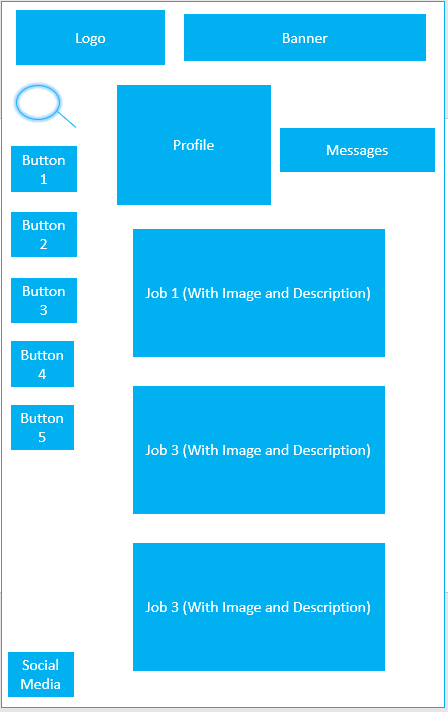 Logo
Banner
Profile
Messages
Button
1
Button
2
Button
3
Button
4
Button
5
Job 1 (With Image and Description)
Job 3 (With Image and Description)
Job 3 (With Image and Description)
Social
Media